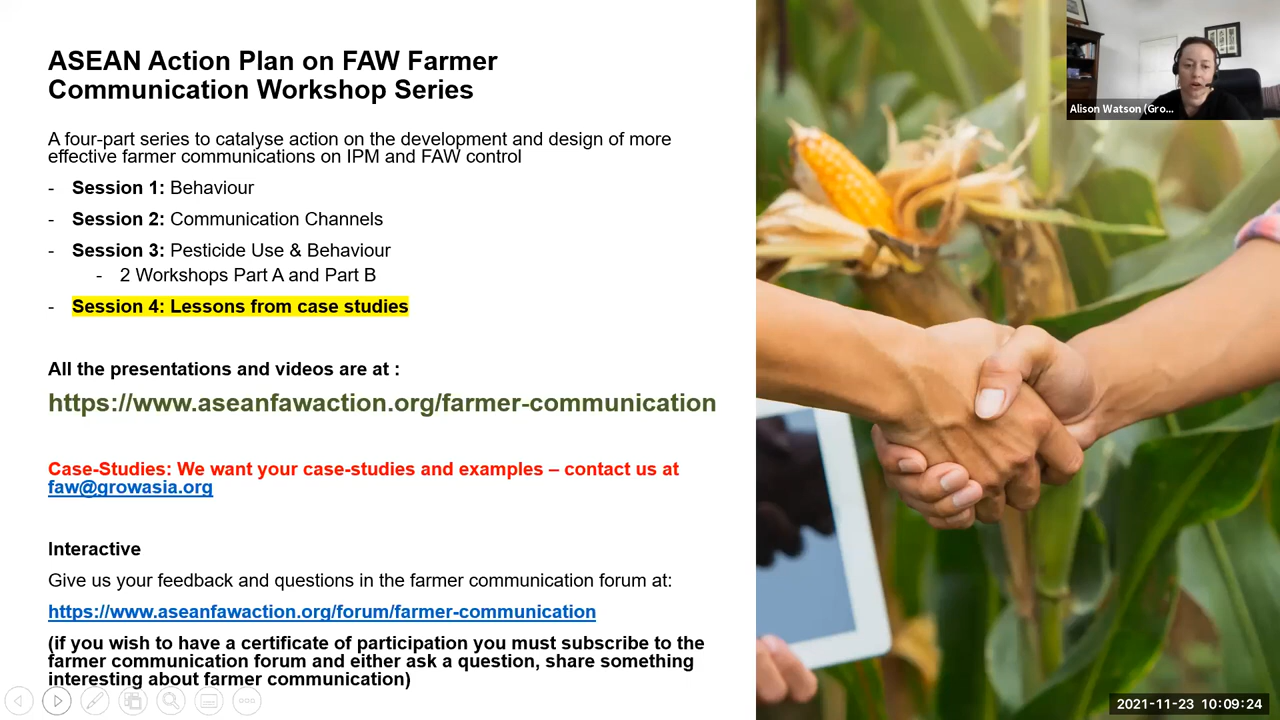 ASEAN Action Plan on FAW Farmer
Communication Workshop Series
A four-part series to catalyse action on the development and design of more
effective farmer communications on IPM and FAW control
- Session 1: Behaviour
- Session 2: Communication Channels
- Session 3: Pesticide Use & Behaviour
- 2 Workshops Part A and Part B
- Session 4: Lessons from case studies
All the presentations and videos are at :
https://www.aseanfawaction.org/farmer-communication
Case-Studies: We want your case-studies and examples – contact us at
faw@growasia.org
Interactive
Give us your feedback and questions in the farmer communication forum at:
https://www.aseanfawaction.org/forum/farmer-communication
(if you wish to have a certificate of participation you must subscribe to the
farmer communication forum and either ask a question, share something
interesting about farmer communication)
Alison Watson (Gro...
2021-11-23 10:09:24